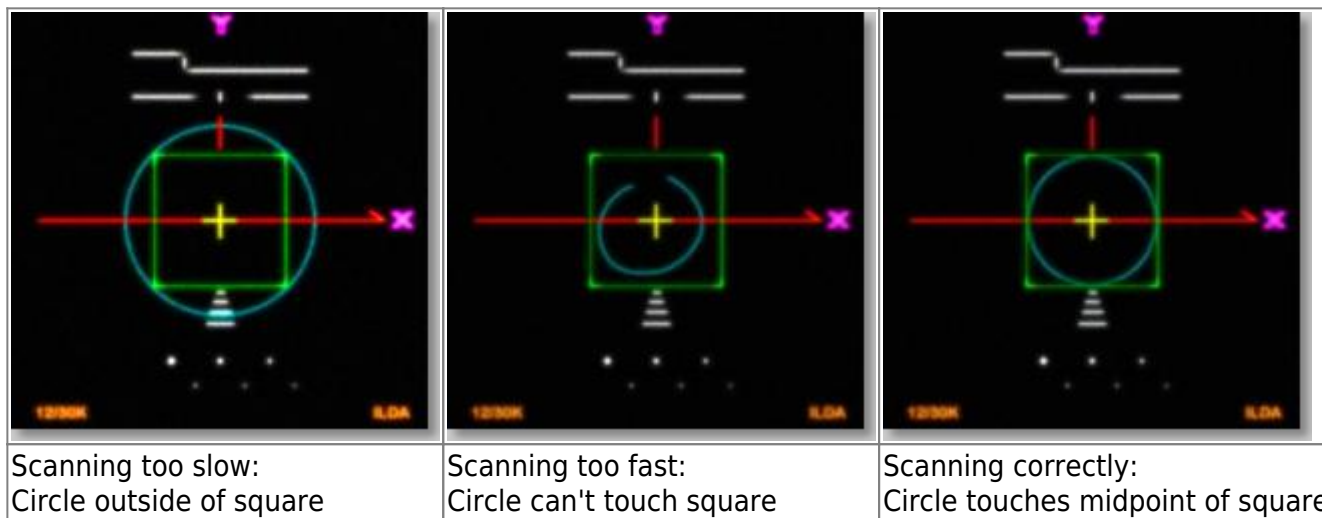 Y
X
12/30K
ILDA
Y
X
12/30K
ILDA
Y
X
12/30K
ILDA
Scanning too slow:
Circle outside of square
Scanning too fast:
Circle can't touch square
Scanning correctly:
Circle touches midpoint of square